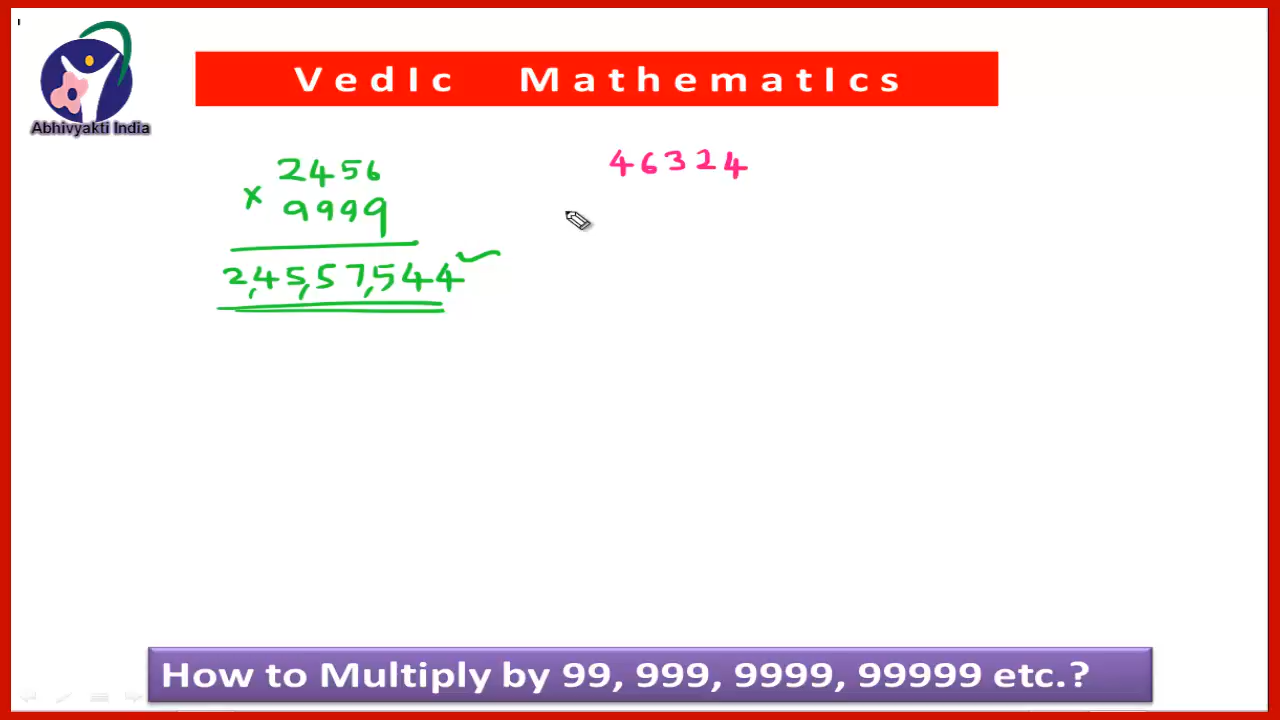 Abhivyakti India
VedIc MathematIcs
2456
× 9999
2,45,57,544
46324
How to Multiply by 99, 999, 9999, 99999 etc.?